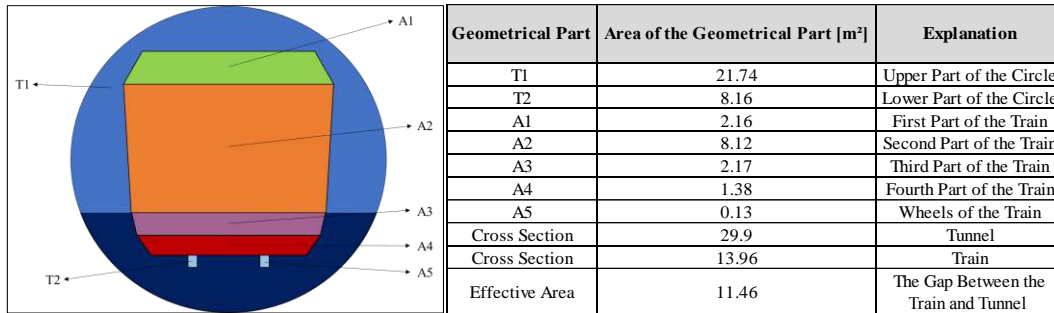 A1
T1
A2
A3
A4
T2
A5
Geometrical Part Area of the Geometrical Part [m²] Explanation
T1 21.74 Upper Part of the Circle
T2 8.16 Lower Part of the Circle
A1 2.16 First Part of the Train
A2 8.12 Second Part of the Train
A3 2.17 Third Part of the Train
A4 1.38 Fourth Part of the Train
A5 0.13 Wheels of the Train
Cross Section 29.9 Tunnel
Cross Section 13.96 Train
Effective Area 11.46 The Gap Between the
Train and Tunnel